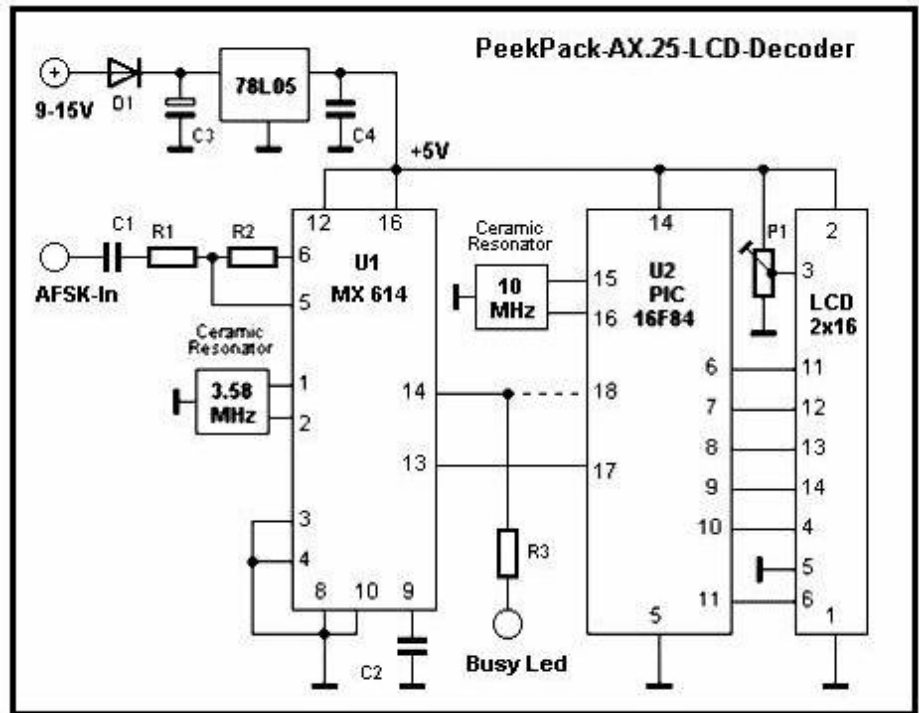 PeekPack-AX.25-LCD-Decoder
9-15V
D1
C3
78L05
C4
+5V
12
16
14
2
C1
R1
R2
6
U1
MX 614
5
AFSK-In
Ceramic
Resonator
3.58
MHz
1
2
3
4
8
10
9
C2
14
13
Ceramic
Resonator
10
MHz
15
16
U2
PIC
16F84
18
17
R3
Busy Led
6
7
8
9
10
11
5
P1
3
LCD
2x16
11
12
13
14
4
5
6
1